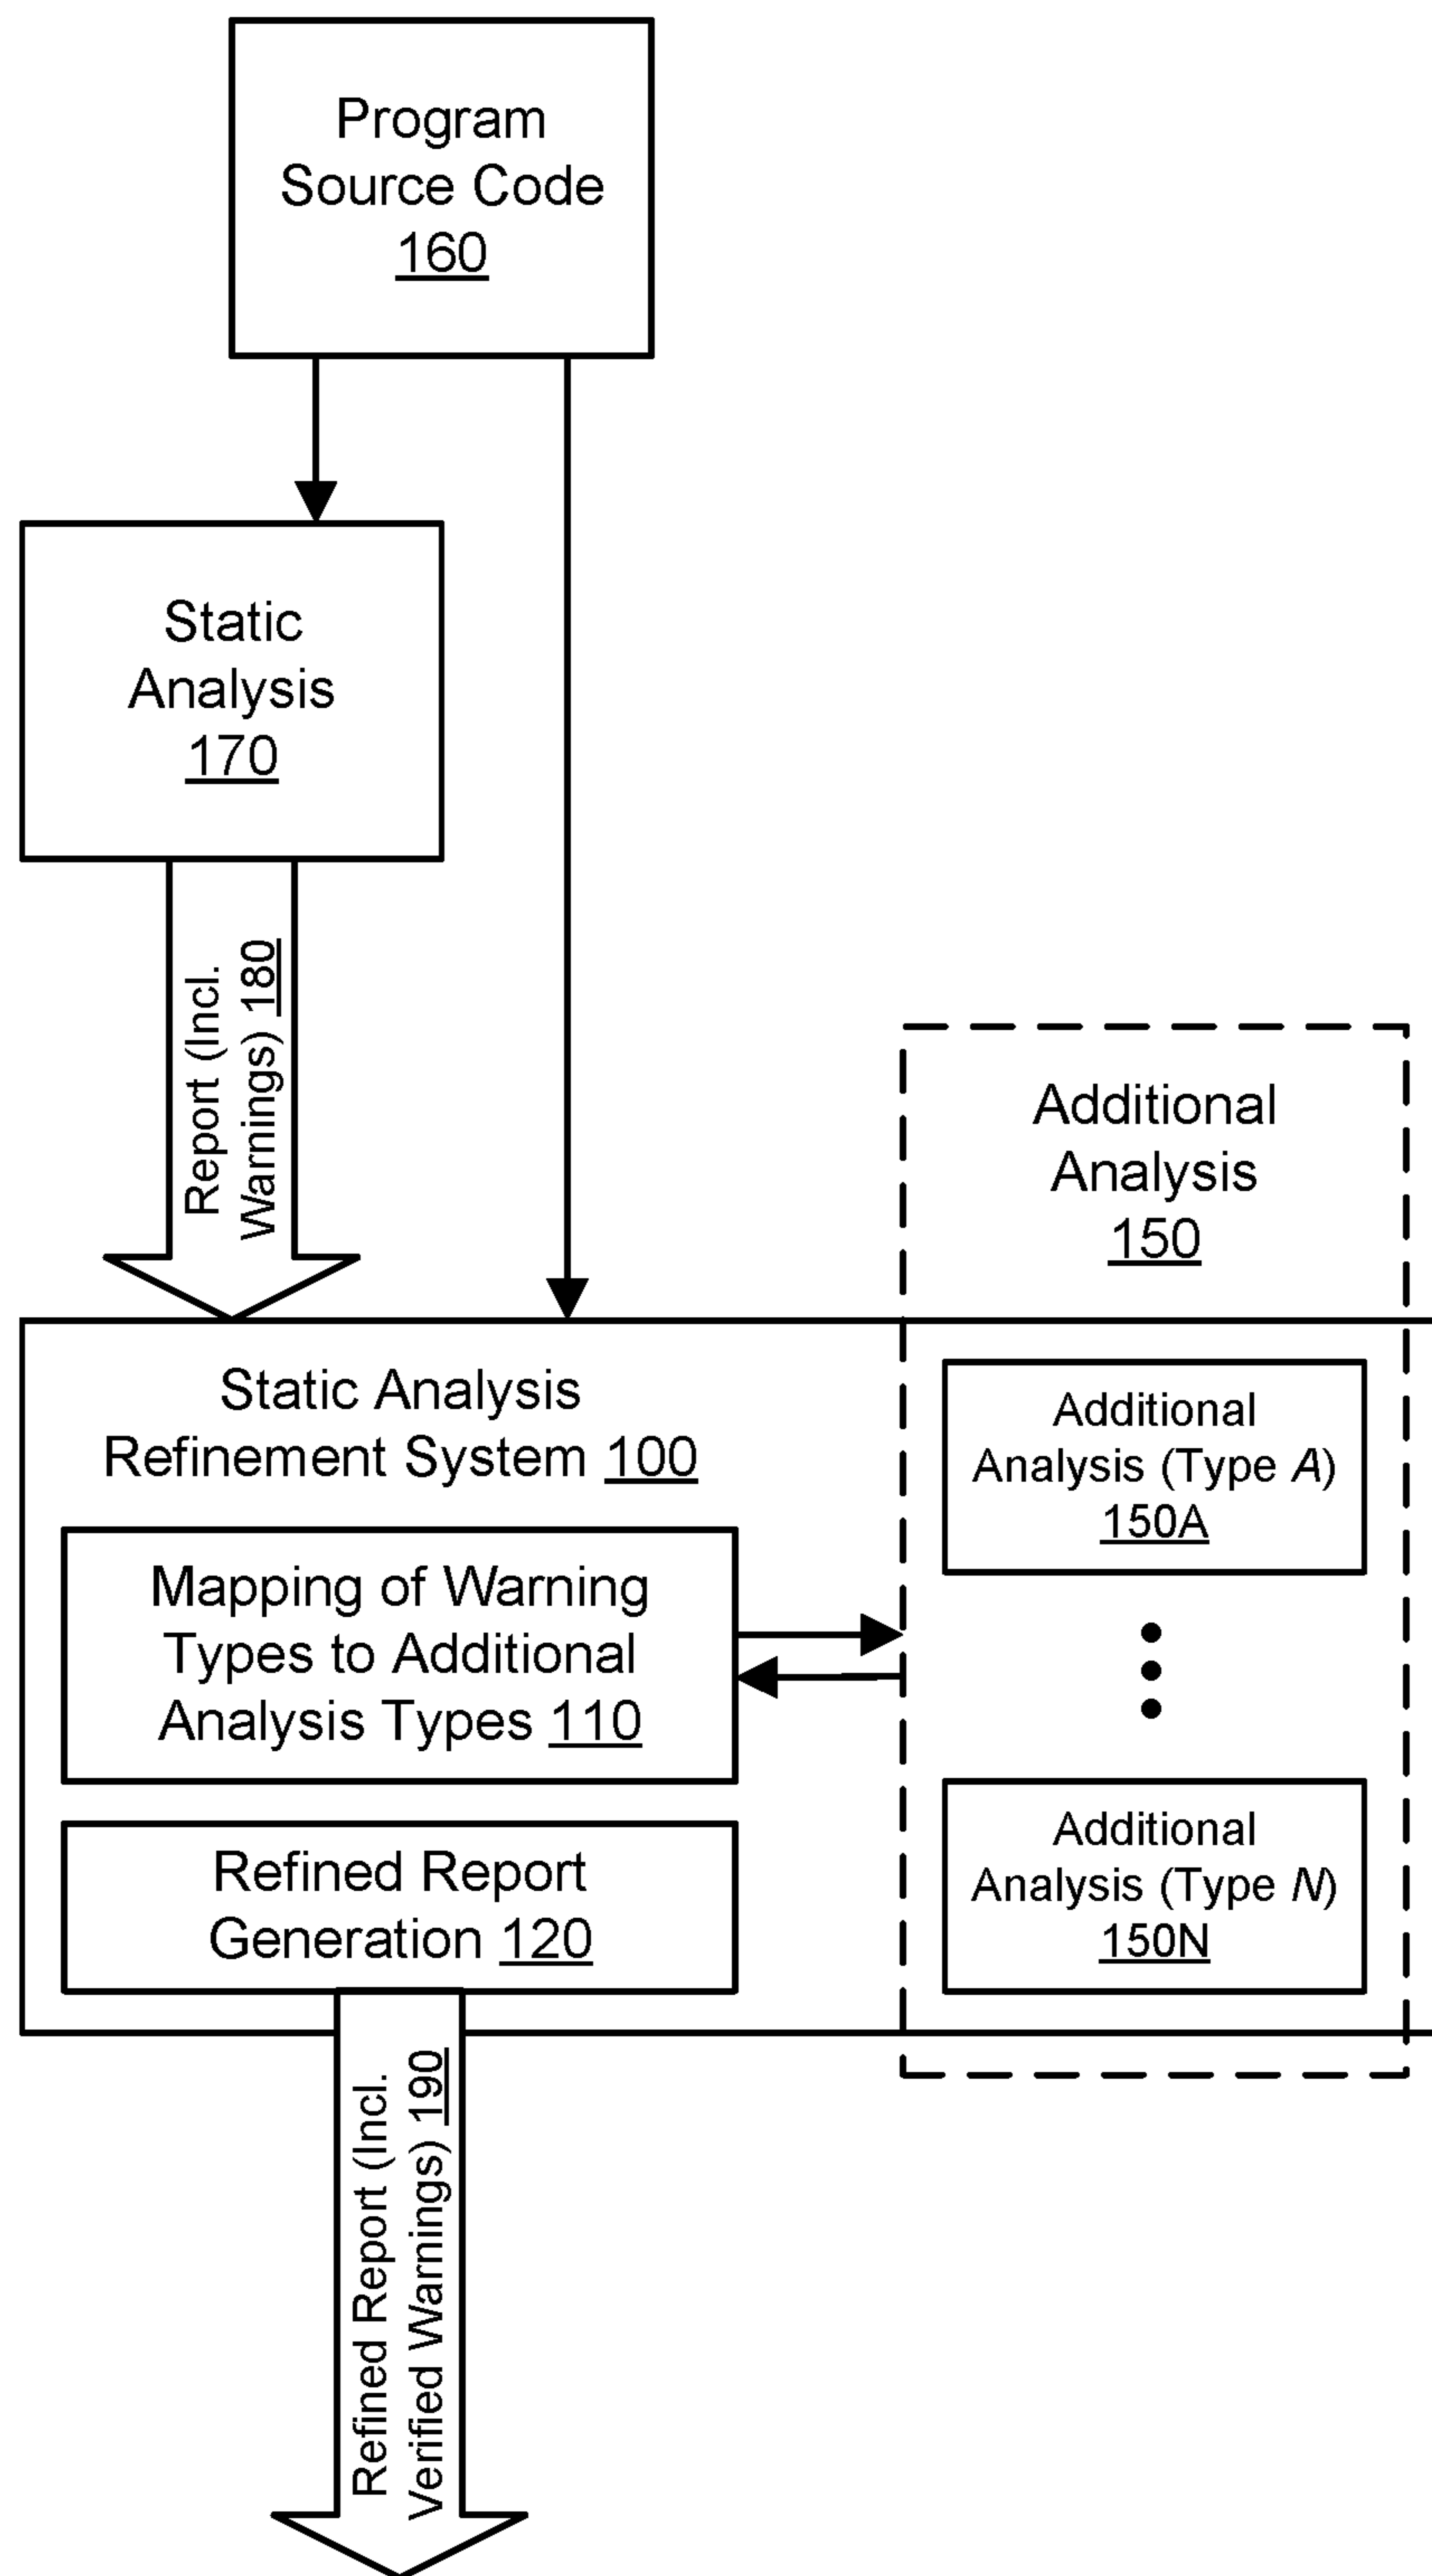 Program
Source Code
160
Static
Analysis
170
Report (Incl.
Warnings) 180
Additional
Analysis
150
Static Analysis
Refinement System 100
Mapping of Warning
Types to Additional
Analysis Types 110
Additional
Analysis (Type A)
150A
Additional
Analysis (Type N)
150N
Refined Report
Generation 120
Refined Report (Incl.
Verified Warnings) 190